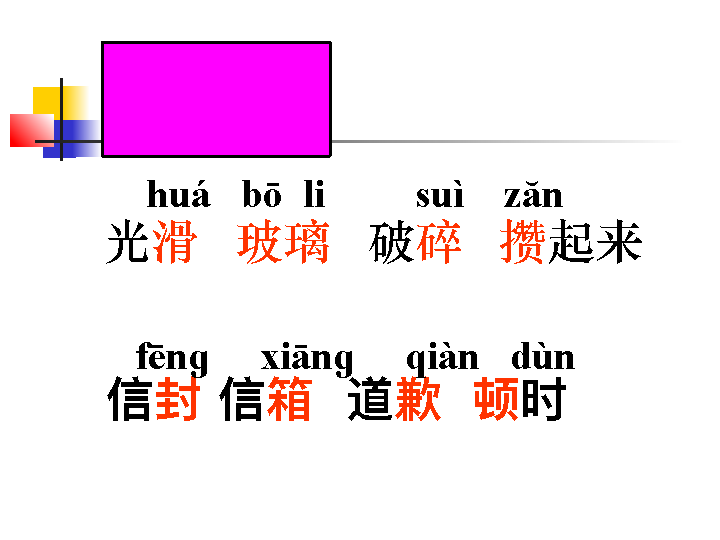 huá bō li suì zăn
光滑 玻璃 破碎 攒起来
fēng xiāng qiàn dùn
信封 信箱 道歉 顿时